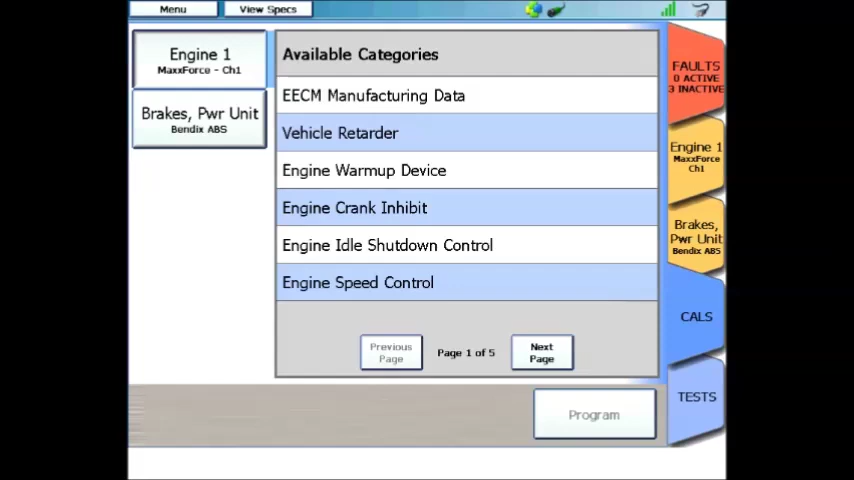 Menu
View Specs
Engine 1
MaxxForce - Ch1
Brakes, Pwr Unit
Bendix ABS
Available Categories
EECM Manufacturing Data
Vehicle Retarder
Engine Warmup Device
Engine Crank Inhibit
Engine Idle Shutdown Control
Engine Speed Control
Previous
Page
Page 1 of 5
Next
Page
Program
FAULTS
0 ACTIVE
3 INACTIVE
Engine 1
MaxxForce
Ch1
Brakes,
Pwr Unit
Bendix ABS
CALS
TESTS